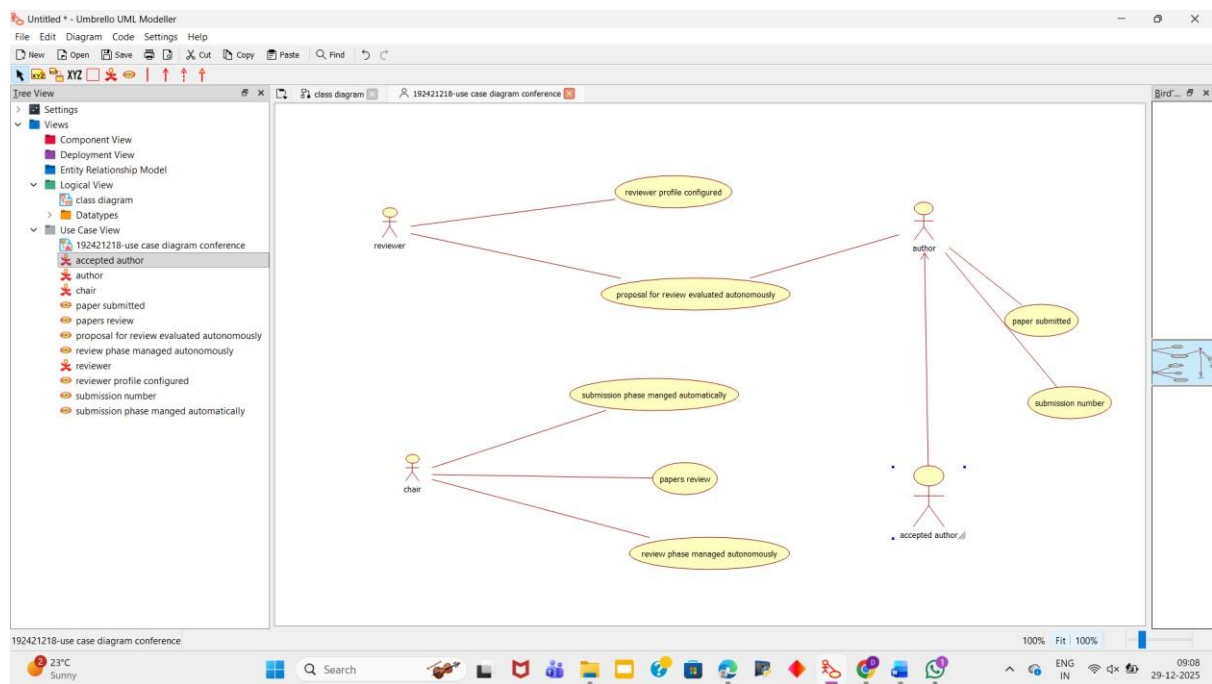 Untitled * - Umbrello UML Modeller
File Edit Diagram Code Settings Help
New Open Save Cut Copy Paste Find
XYZ
Tree View
class diagram
192421218-use case diagram conference
Bird'...
Settings
Views
Component View
Deployment View
Entity Relationship Model
Logical View
class diagram
Datatypes
Use Case View
192421218-use case diagram conference
accepted author
author
chair
paper submitted
papers review
proposal for review evaluated autonomously
review phase managed autonomously
reviewer
reviewer profile configured
submission number
submission phase manged automatically
reviewer profile configured
reviewer
author
proposal for review evaluated autonomously
paper submitted
submission phase manged automatically
submission number
chair
papers review
accepted author
review phase managed autonomously
192421218-use case diagram conference
100% Fit 100%
2
23°C
Sunny
Search
ENG
IN
09:08
29-12-2025